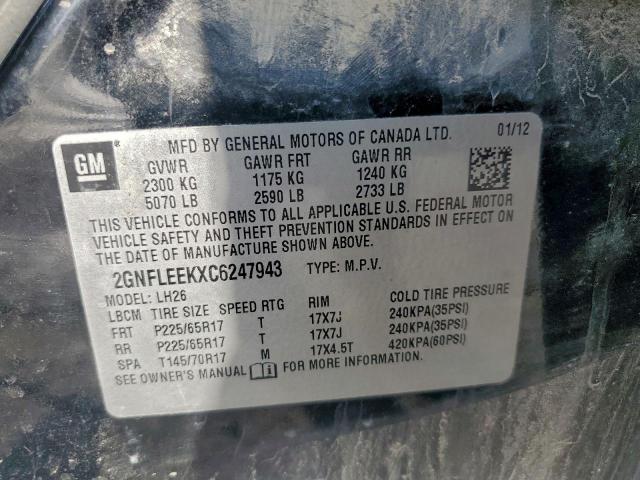 MFD BY GENERAL MOTORS OF CANADA LTD. 01/12
GM
GVWR GAWR FRT GAWR RR
2300 KG 1175 KG 1240 KG
5070 LB 2590 LB 2733 LB
THIS VEHICLE CONFORMS TO ALL APPLICABLE U.S. FEDERAL MOTOR
VEHICLE SAFETY AND THEFT PREVENTION STANDARDS IN EFFECT ON
THE DATE OF MANUFACTURE SHOWN ABOVE.
2GNFLEEKXC6247943 TYPE: M.P.V.
MODEL: LH26
LBCM TIRE SIZE SPEED RTG RIM COLD TIRE PRESSURE
FRT P225/65R17 T 17X7J 240KPA(35PSI)
RR P225/65R17 T 17X7J 240KPA(35PSI)
SPA T145/70R17 M 17X4.5T 420KPA(60PSI)
SEE OWNER'S MANUAL FOR MORE INFORMATION.